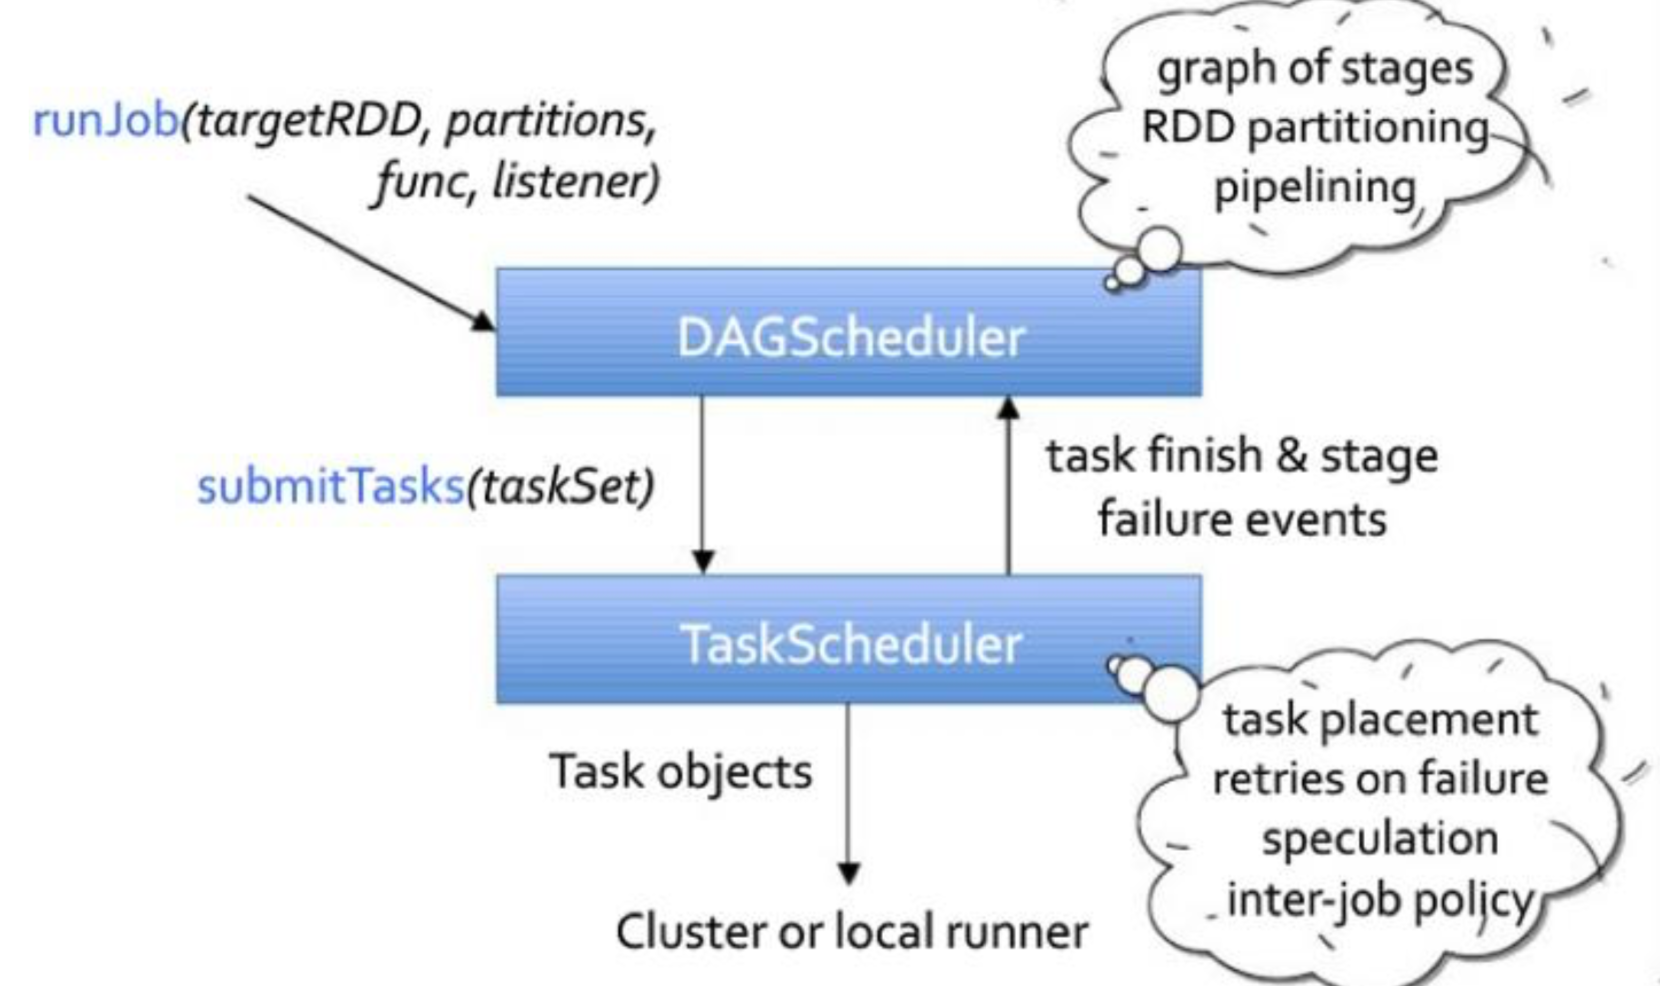 runJob(targetRDD, partitions,
func, listener)
graph of stages
RDD partitioning
pipelining
DAGScheduler
submitTasks(taskSet)
task finish & stage
failure events
TaskScheduler
Task objects
task placement
retries on failure
speculation
inter-job policy
Cluster or local runner